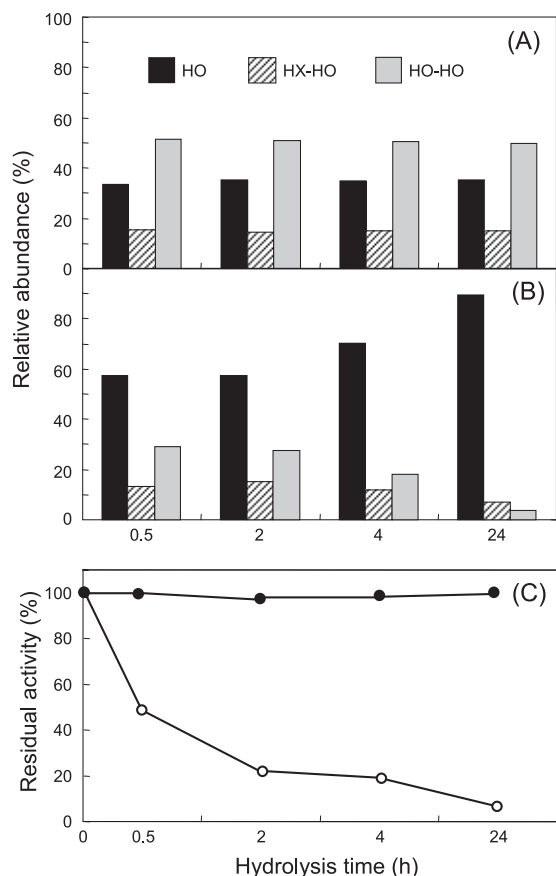 100
(A)
HO HX-HO HO-HO
80
60
40
20
0
Relative abundance (%)
(B)
80
60
40
20
0
0.5 2 4 24
100
(C)
80
60
40
20
0
Residual activity (%)
0 0.5 2 4 24
Hydrolysis time (h)